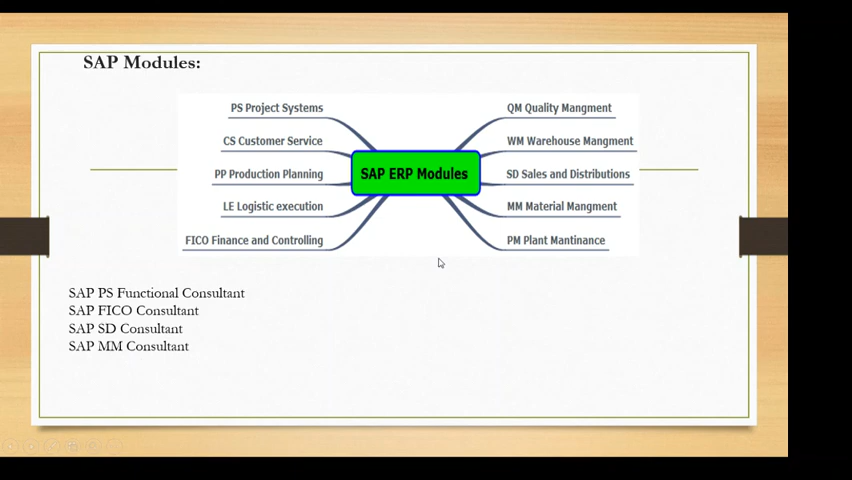 SAP Modules:
PS Project Systems
CS Customer Service
PP Production Planning
LE Logistic execution
FICO Finance and Controlling
SAP ERP Modules
QM Quality Mangment
WM Warehouse Mangment
SD Sales and Distributions
MM Material Mangment
PM Plant Mantinance
SAP PS Functional Consultant
SAP FICO Consultant
SAP SD Consultant
SAP MM Consultant